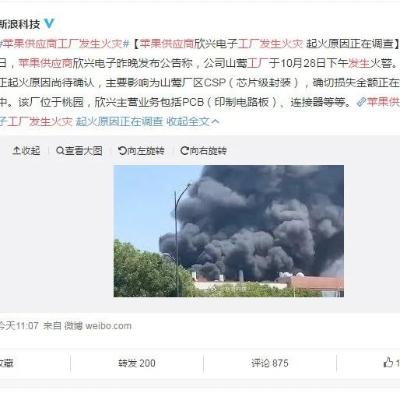 新浪科技
#苹果供应商工厂发生火灾#【苹果供应商欣兴电子工厂发生火灾 起火原因正在调查】
日,苹果供应商欣兴电子昨晚发布公告称,公司山莺工厂于10月28日下午发生火警。
正起火原因尚待确认,主要影响为山莺厂区CSP(芯片级封装),确切损失金额正在
中。该厂位于桃园,欣兴主营业务包括PCB(印制电路板)、连接器等等。苹果供
子工厂发生火灾 起火原因正在调查 收起全文
收起 查看大图 向左旋转 向右旋转
今天11:07 来自 微博 weibo.com
收藏 转发 200 评论 875 1